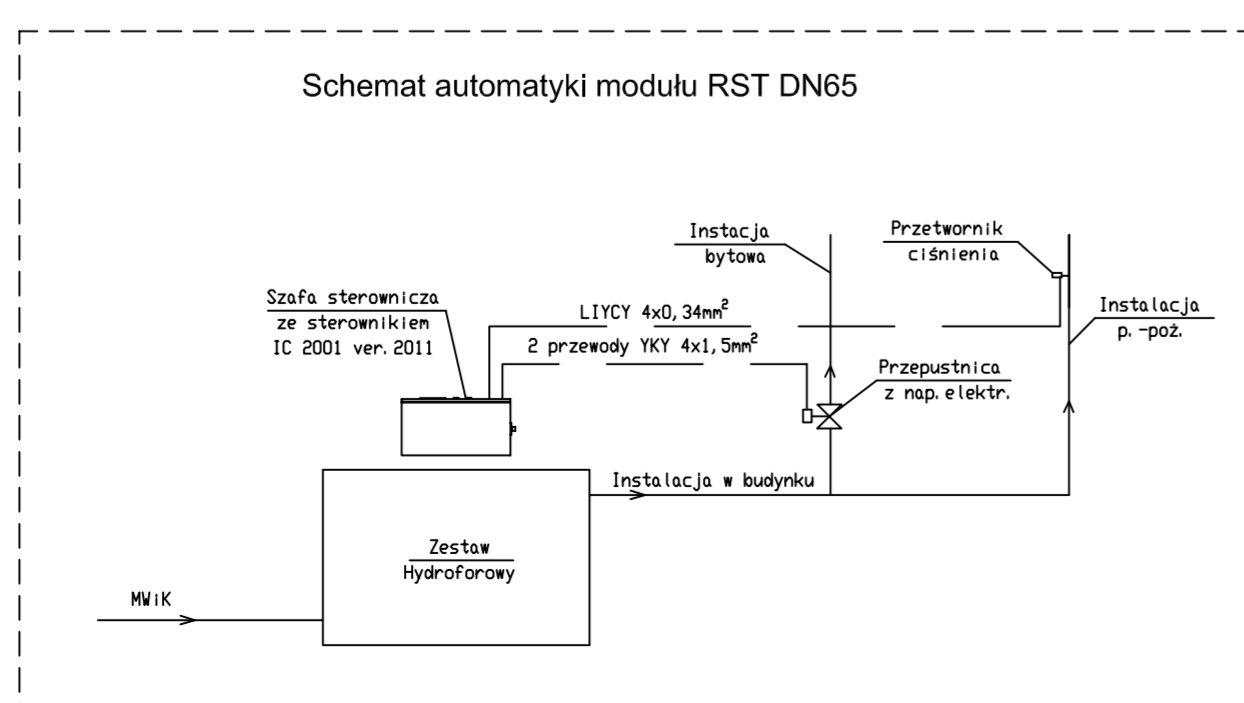 Schemat automatyki modułu RST DN65
Instacja
bytowa
Przetwornik
ciśnienia
Szafa sterownicza
ze sterownikiem
IC 2001 ver. 2011
LIYCY 4x0,34mm²
2 przewody YKY 4x1,5mm²
Instalacja
p. -poż.
Przepustnica
z nap. elektr.
Instalacja w budynku
Zestaw
Hydroforowy
MWiK